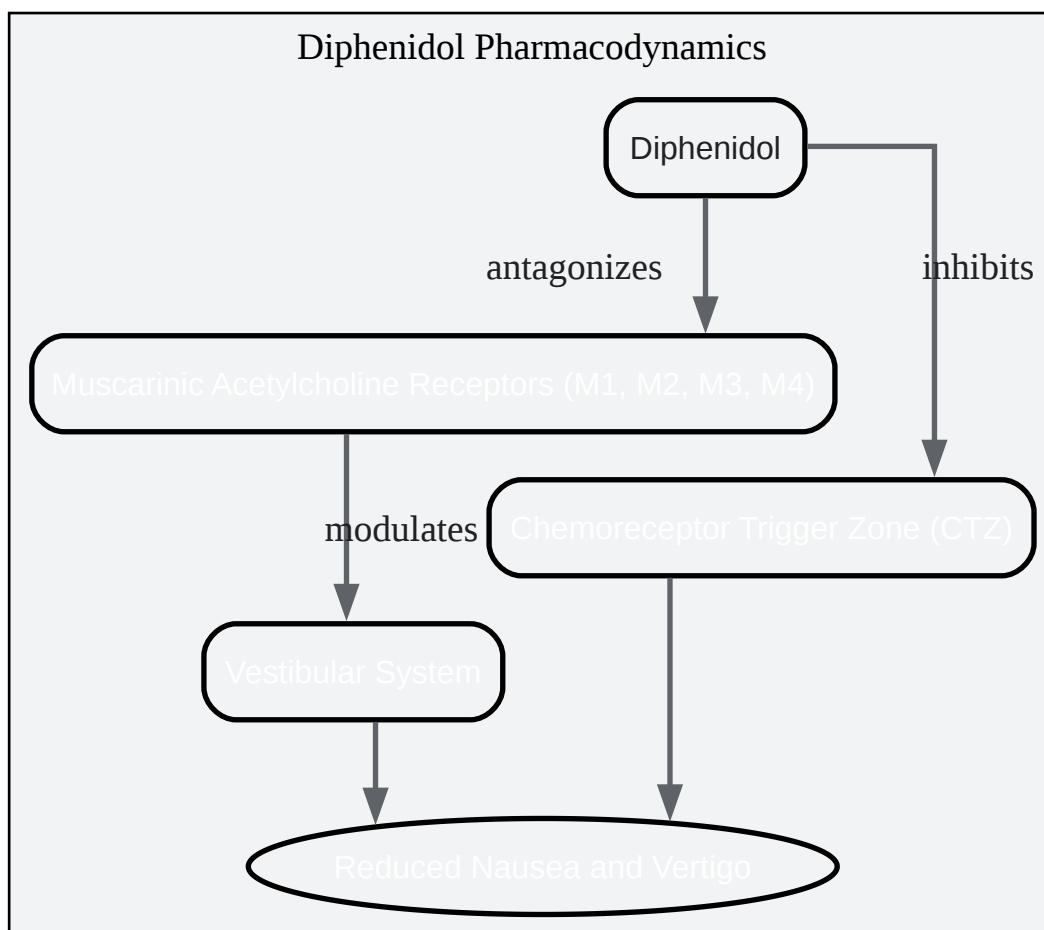 Diphenidol Pharmacodynamics
Diphenidol
antagonizes
inhibits
Muscarinic Acetylcholine Receptors (M1, M2, M3, M4)
modulates
Chemoreceptor Trigger Zone (CTZ)
Vestibular System
Reduced Nausea and Vertigo